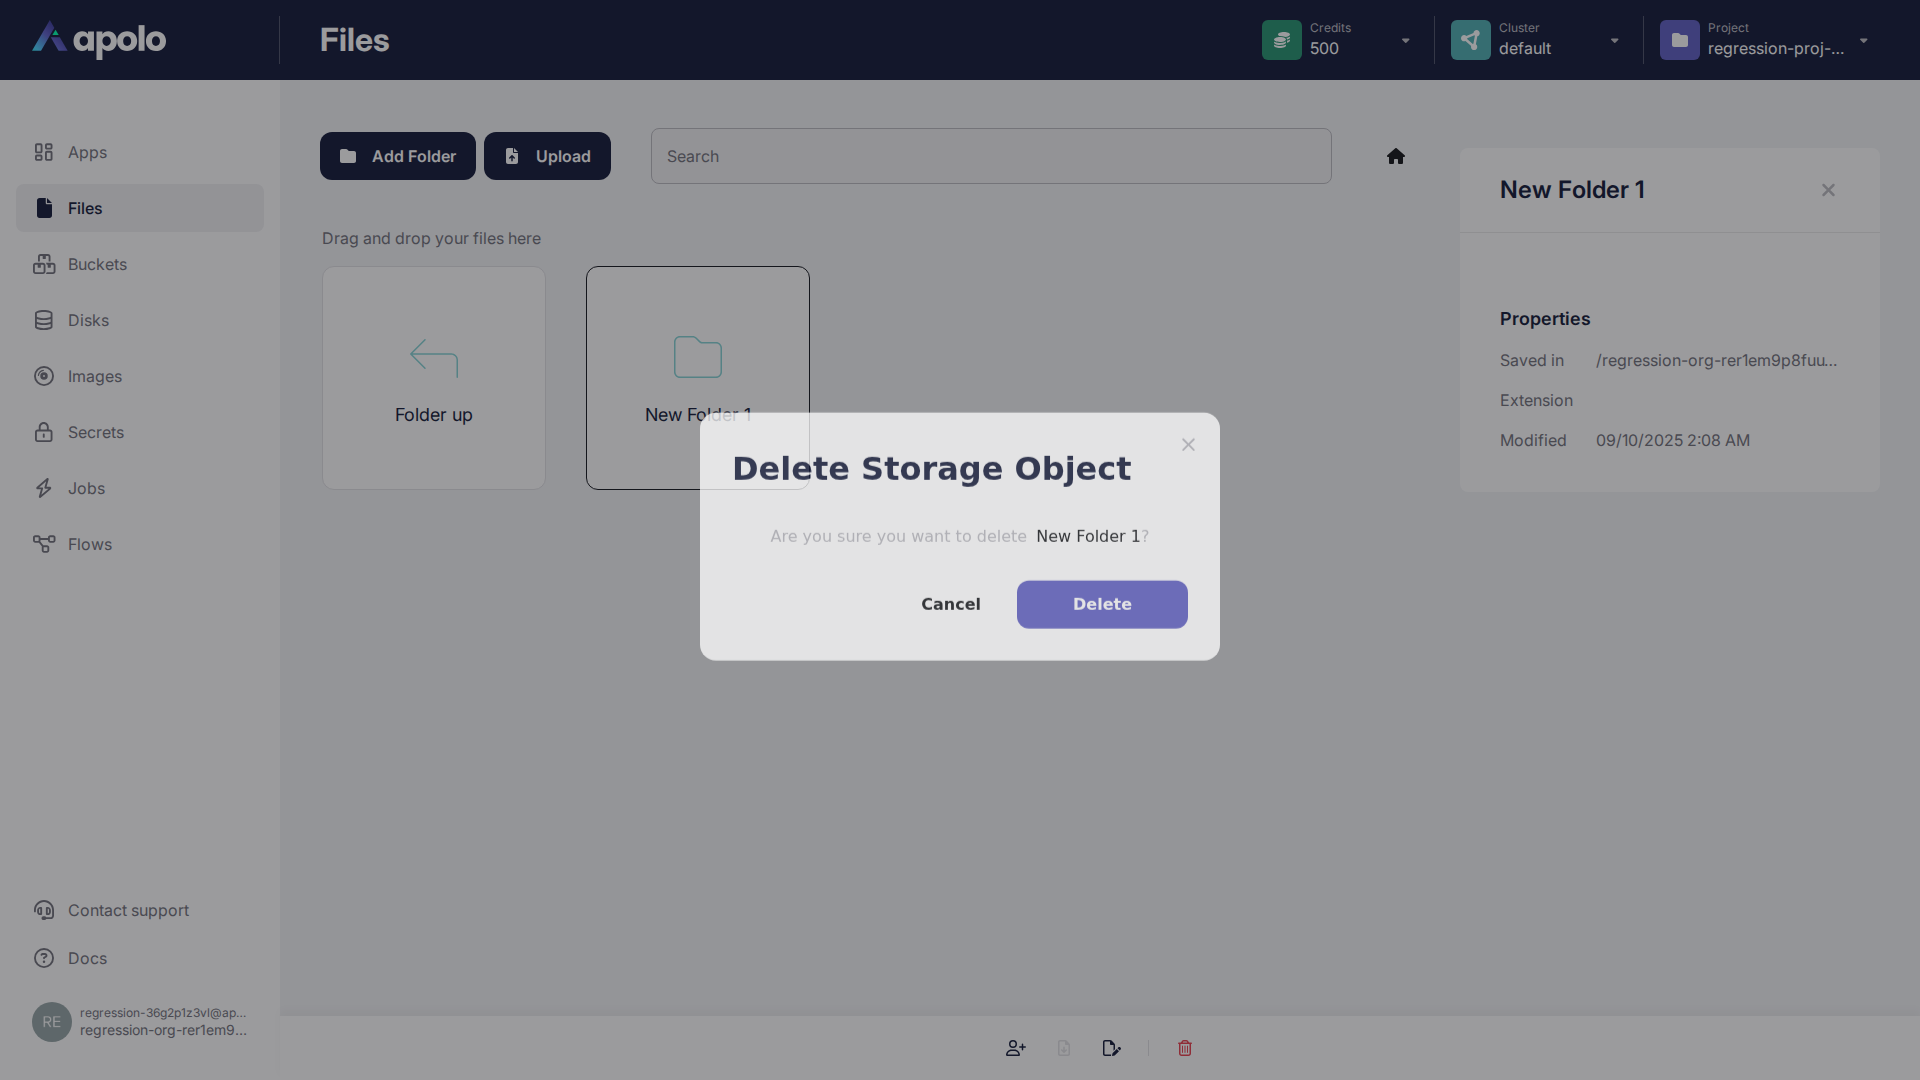 apolo
Files
Credits
500
Cluster
default
Project
regression-proj-...
Apps
Files
Buckets
Disks
Images
Secrets
Jobs
Flows
Contact support
Docs
RE
regression-36g2p1z3vl@ap...
regression-org-rer1em9...
Add Folder
Upload
Search
Drag and drop your files here
Folder up
New Folder 1
New Folder 1
Properties
Saved in /regression-org-rer1em9p8fuu...
Extension
Modified 09/10/2025 2:08 AM
Delete Storage Object
Are you sure you want to delete New Folder 1?
Cancel
Delete